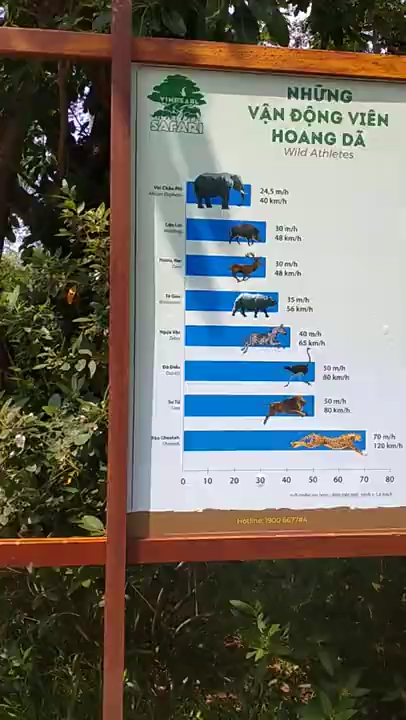 VINPEARL
SAFARI
NHỮNG
VẬN ĐỘNG VIÊN
HOANG DÃ
Wild Athletes
Voi Châu Phi
African Elephant
24,5 m/h
40 km/h
Lợn Lòi
Warthog
30 m/h
48 km/h
Hươu, Nai
Deer
30 m/h
48 km/h
Tê Giác
Rhinoceros
35 m/h
56 km/h
Ngựa Vằn
Zebra
40 m/h
65 km/h
Đà Điểu
Ostrich
50 m/h
80 km/h
Sư Tử
Lion
50 m/h
80 km/h
Báo Cheetah
Cheetah
70 m/h
120 km/h
0 10 20 30 40 50 60 70 80
Hotline: 1900 6677#4